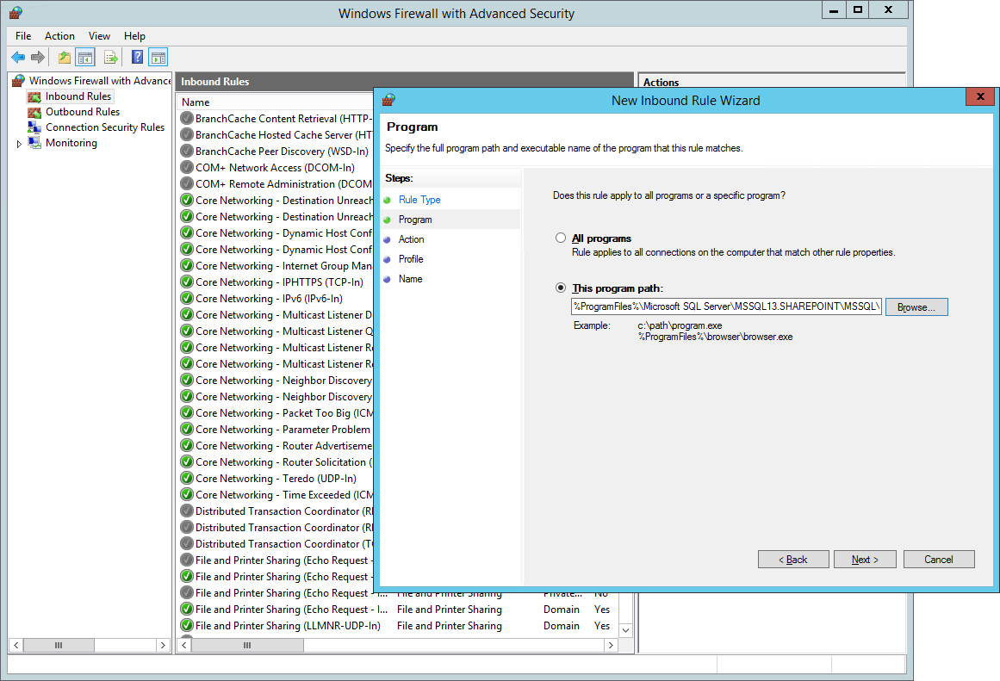 Windows Firewall with Advanced Security
File Action View Help
Windows Firewall with Advance
Inbound Rules
Outbound Rules
Connection Security Rules
Monitoring
Inbound Rules
Name
BranchCache Content Retrieval (HTTP-
BranchCache Hosted Cache Server (HT
BranchCache Peer Discovery (WSD-In)
COM+ Network Access (DCOM-In)
COM+ Remote Administration (DCOM
Core Networking - Destination Unreach
Core Networking - Destination Unreach
Core Networking - Dynamic Host Conf
Core Networking - Dynamic Host Conf
Core Networking - Internet Group Mana
Core Networking - IPHTTPS (TCP-In)
Core Networking - IPv6 (IPv6-In)
Core Networking - Multicast Listener D
Core Networking - Multicast Listener Q
Core Networking - Multicast Listener Re
Core Networking - Multicast Listener Re
Core Networking - Neighbor Discovery
Core Networking - Neighbor Discovery
Core Networking - Packet Too Big (ICM
Core Networking - Parameter Problem
Core Networking - Router Advertiseme
Core Networking - Router Solicitation (
Core Networking - Teredo (UDP-In)
Core Networking - Time Exceeded (ICM
Distributed Transaction Coordinator (RI
Distributed Transaction Coordinator (RI
Distributed Transaction Coordinator (TC
File and Printer Sharing (Echo Request -
File and Printer Sharing (Echo Request -
File and Printer Sharing (Echo Request - I... File and Printer Sharing Private... No
File and Printer Sharing (Echo Request - I... File and Printer Sharing Domain Yes
File and Printer Sharing (LLMNR-UDP-In) File and Printer Sharing Domain Yes
Actions
New Inbound Rule Wizard
Program
Specify the full program path and executable name of the program that this rule matches.
Steps:
Rule Type
Program
Action
Profile
Name
Does this rule apply to all programs or a specific program?
All programs
Rule applies to all connections on the computer that match other rule properties.
This program path:
%ProgramFiles%\Microsoft SQL Server\MSSQL13.SHAREPOINT\MSSQL\
Browse...
Example: c:\path\program.exe
%ProgramFiles%\browser\browser.exe
< Back Next > Cancel